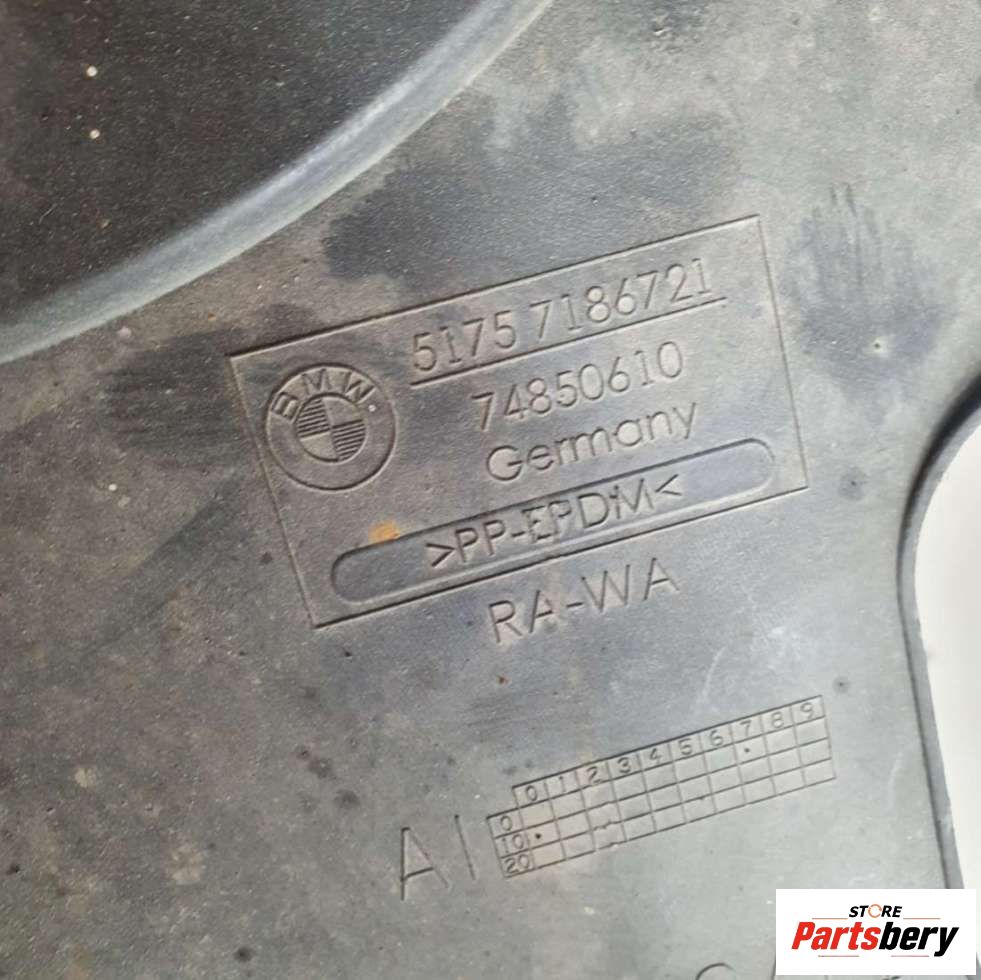 5175 7186721
BMW
74850610
Germany
>PP-EPDM<
RA-WA
0 1 2 3 4 5 6 7 8 9
0
AI
10
20
STORE
Partsbery